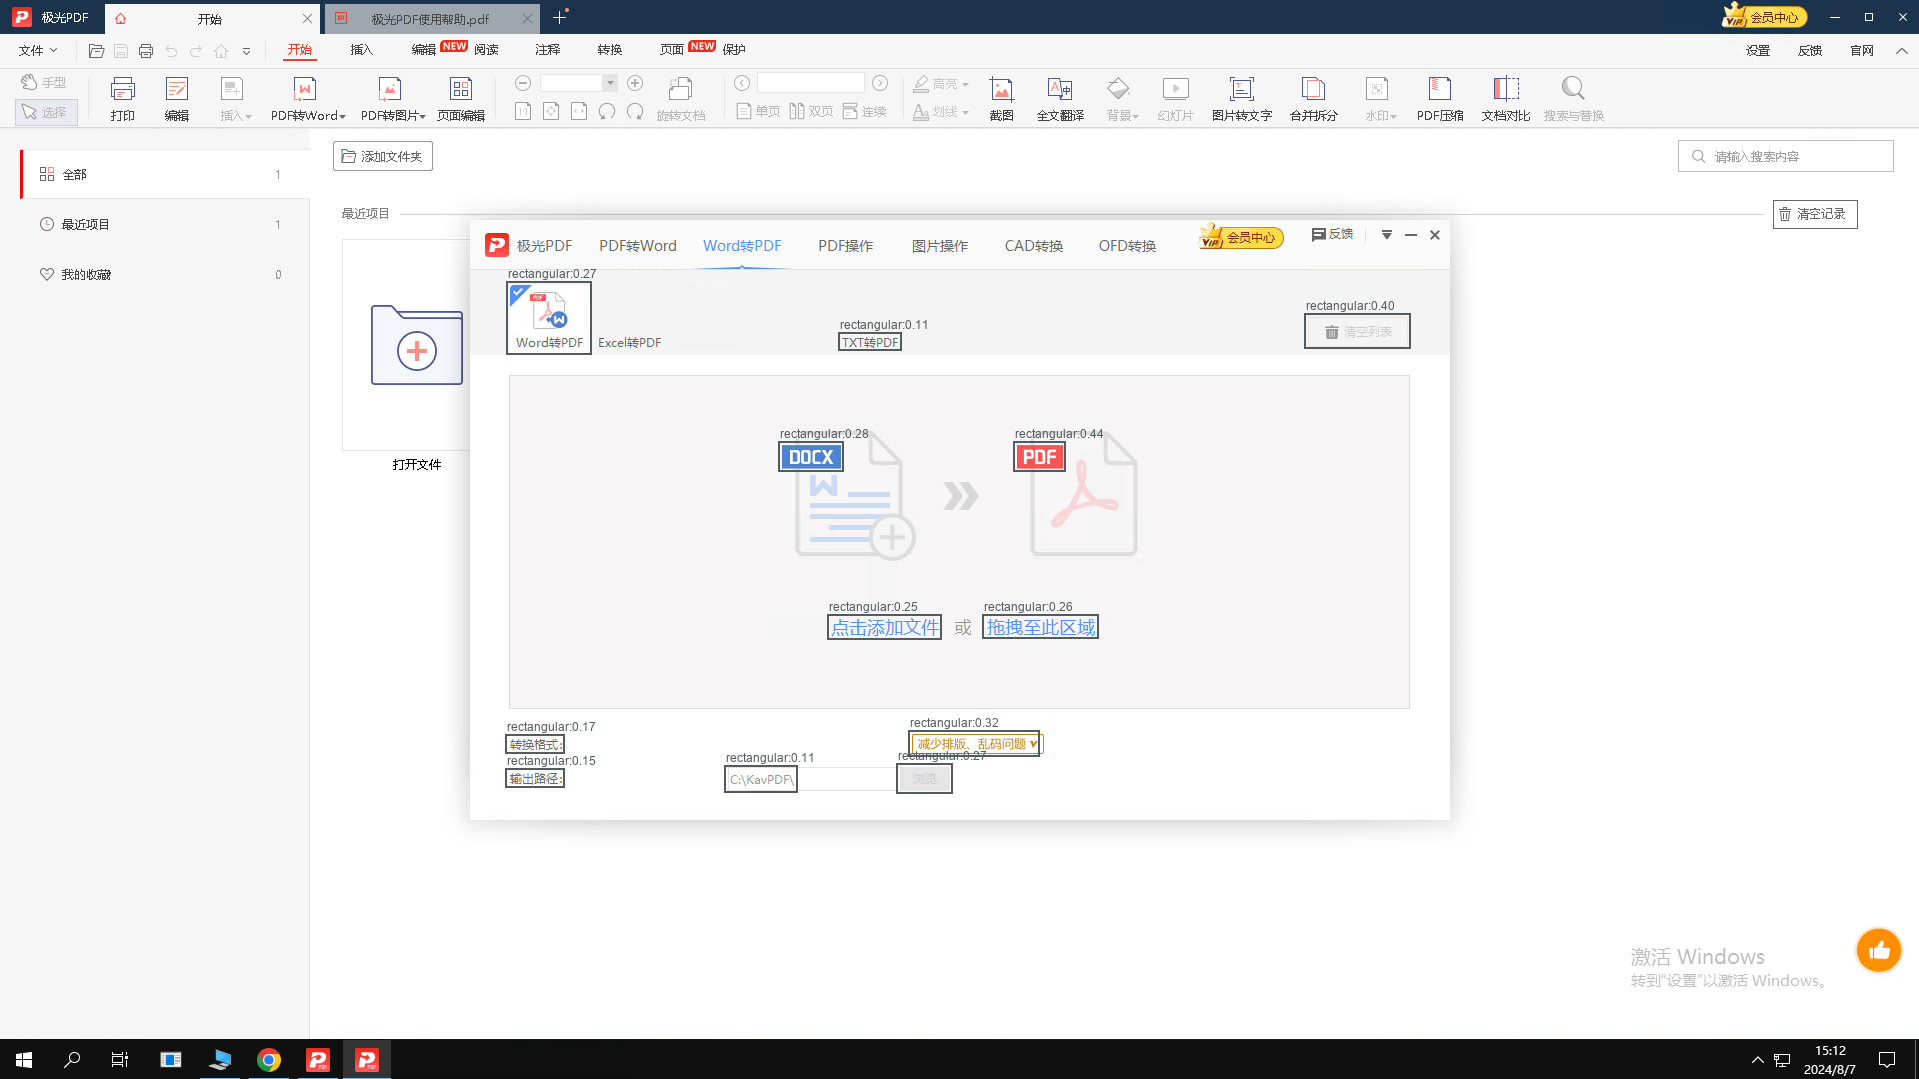 极光PDF
开始
极光PDF使用帮助.pdf
VIP 会员中心
文件
开始
插入
编辑 NEW
阅读
注释
转换
页面 NEW
保护
设置
反馈
官网
手型
选择
打印
编辑
插入
PDF转Word
PDF转图片
页面编辑
1:1
旋转文档
单页
双页
连续
高亮
划线
截图
全文翻译
背景
幻灯片
图片转文字
合并拆分
水印
PDF压缩
文档对比
搜索与替换
全部 1
最近项目 1
我的收藏 0
添加文件夹
请输入搜索内容
最近项目
清空记录
打开文件
极光PDF
PDF转Word
Word转PDF
PDF操作
图片操作
CAD转换
OFD转换
VIP 会员中心
反馈
rectangular:0.27
PDF
Word转PDF
Excel转PDF
rectangular:0.11
TXT转PDF
rectangular:0.40
清空列表
rectangular:0.28
DOCX
W
rectangular:0.44
PDF
rectangular:0.25
点击添加文件
或
rectangular:0.26
拖拽至此区域
rectangular:0.17
转换格式:
rectangular:0.32
减少排版、乱码问题
rectangular:0.15
输出路径:
rectangular:0.11
C:\KavPDF\
rectangular:0.27
浏览
激活 Windows
转到“设置”以激活 Windows。
15:12
2024/8/7